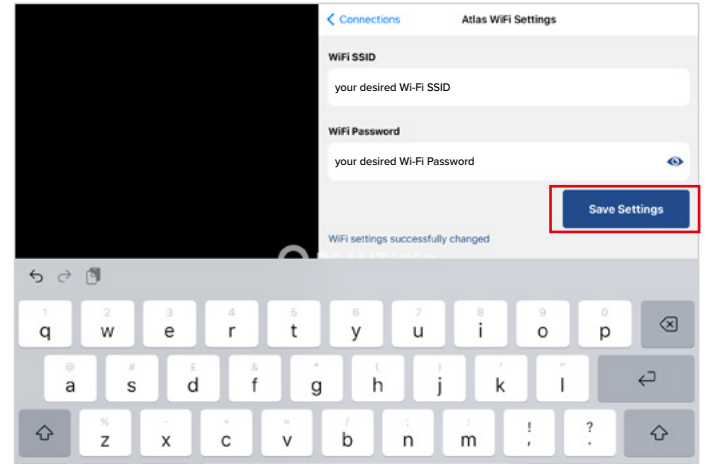 Connections Atlas WiFi Settings
WiFi SSID
your desired Wi-Fi SSID
WiFi Password
your desired Wi-Fi Password
Save Settings
WiFi settings successfully changed
1 2 3 4 5 6 7 8 9 0
q w e r t y u i o p
@ # £ & * ( ) ' "
a s d f g h j k l
% - + = / ; : ! ?
z x c v b n m , .